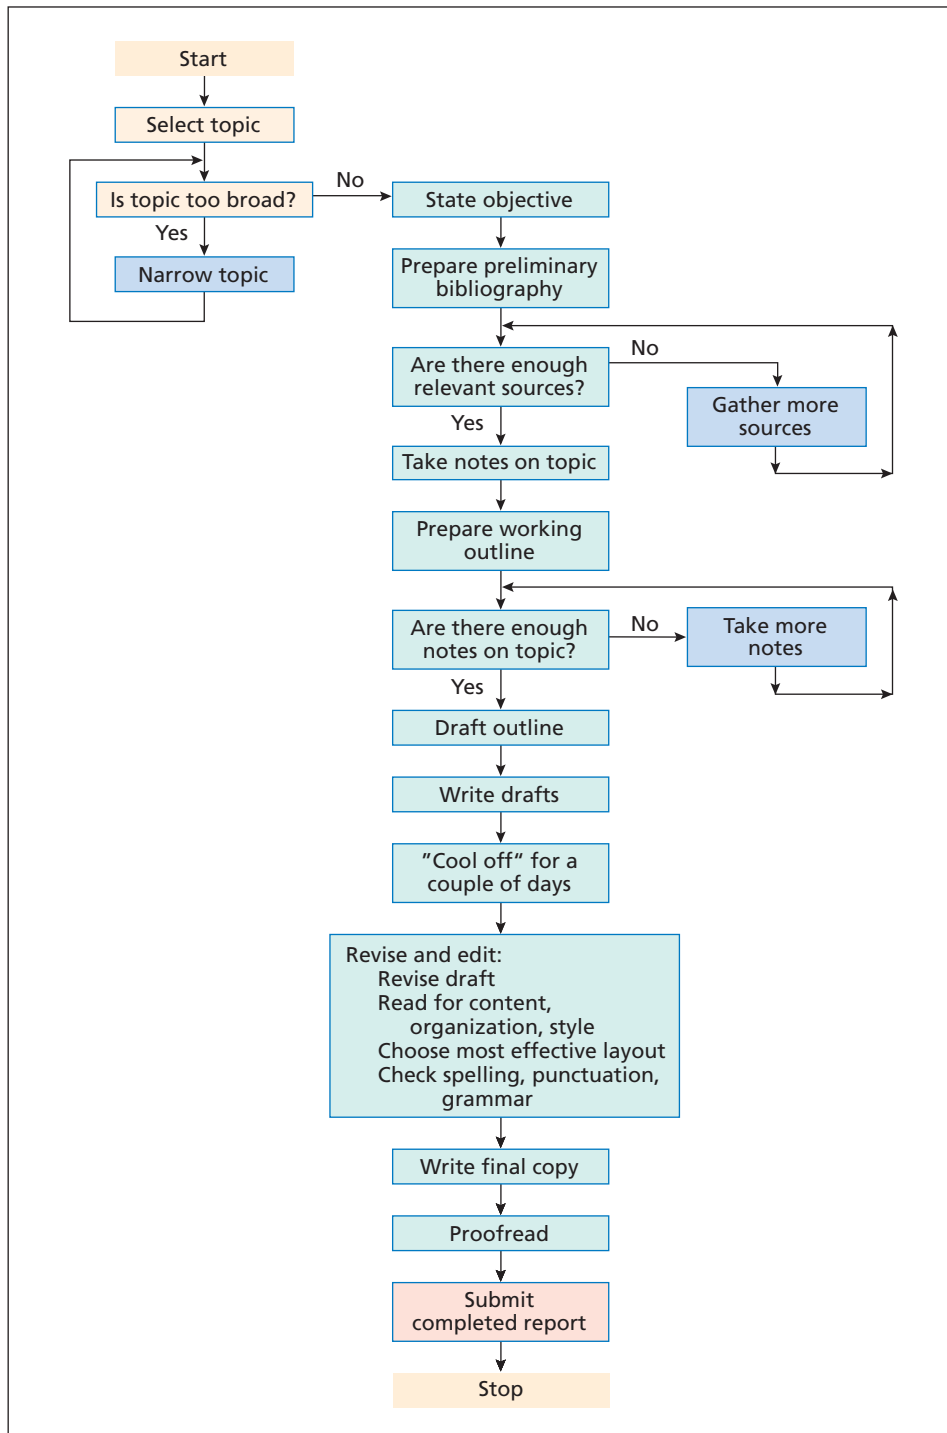 Start
Select topic
Is topic too broad?
No
Yes
Narrow topic
State objective
Prepare preliminary
bibliography
Are there enough
relevant sources?
No
Gather more
sources
Yes
Take notes on topic
Prepare working
outline
Are there enough
notes on topic?
No
Take more
notes
Yes
Draft outline
Write drafts
”Cool off“ for a
couple of days
Revise and edit:
Revise draft
Read for content,
organization, style
Choose most effective layout
Check spelling, punctuation,
grammar
Write final copy
Proofread
Submit
completed report
Stop